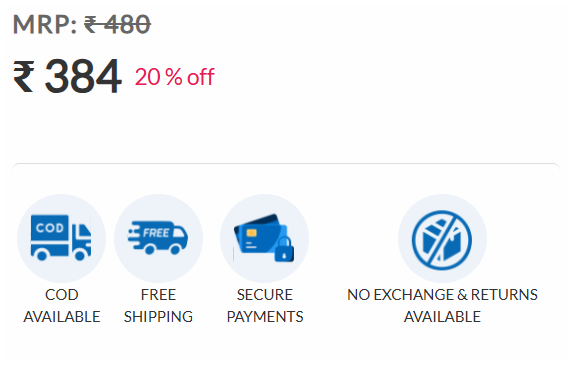 MRP: ₹ 480
₹ 384 20 % off
COD
FREE
COD AVAILABLE
FREE SHIPPING
SECURE PAYMENTS
NO EXCHANGE & RETURNS AVAILABLE